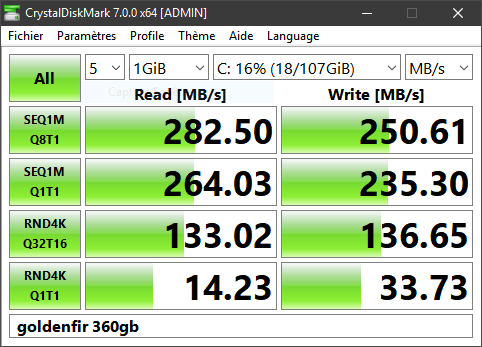 CrystalDiskMark 7.0.0 x64 [ADMIN]
Fichier Paramètres Profile Thème Aide Language
All 5 1GiB C: 16% (18/107GiB) MB/s
Read [MB/s] Write [MB/s]
SEQ1M
Q8T1
282.50 250.61
SEQ1M
Q1T1
264.03 235.30
RND4K
Q32T16
133.02 136.65
RND4K
Q1T1
14.23 33.73
goldenfir 360gb